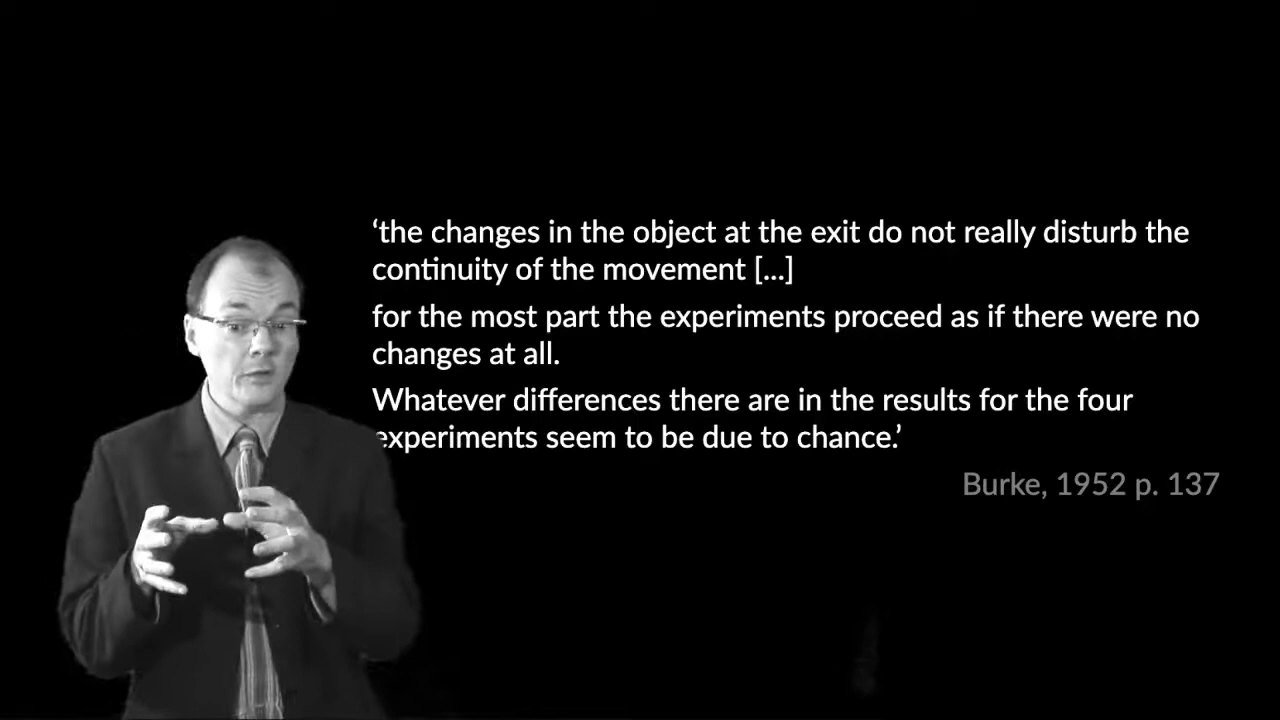 ‘the changes in the object at the exit do not really disturb the
continuity of the movement [...]
for the most part the experiments proceed as if there were no
changes at all.
Whatever differences there are in the results for the four
experiments seem to be due to chance.’
Burke, 1952 p. 137